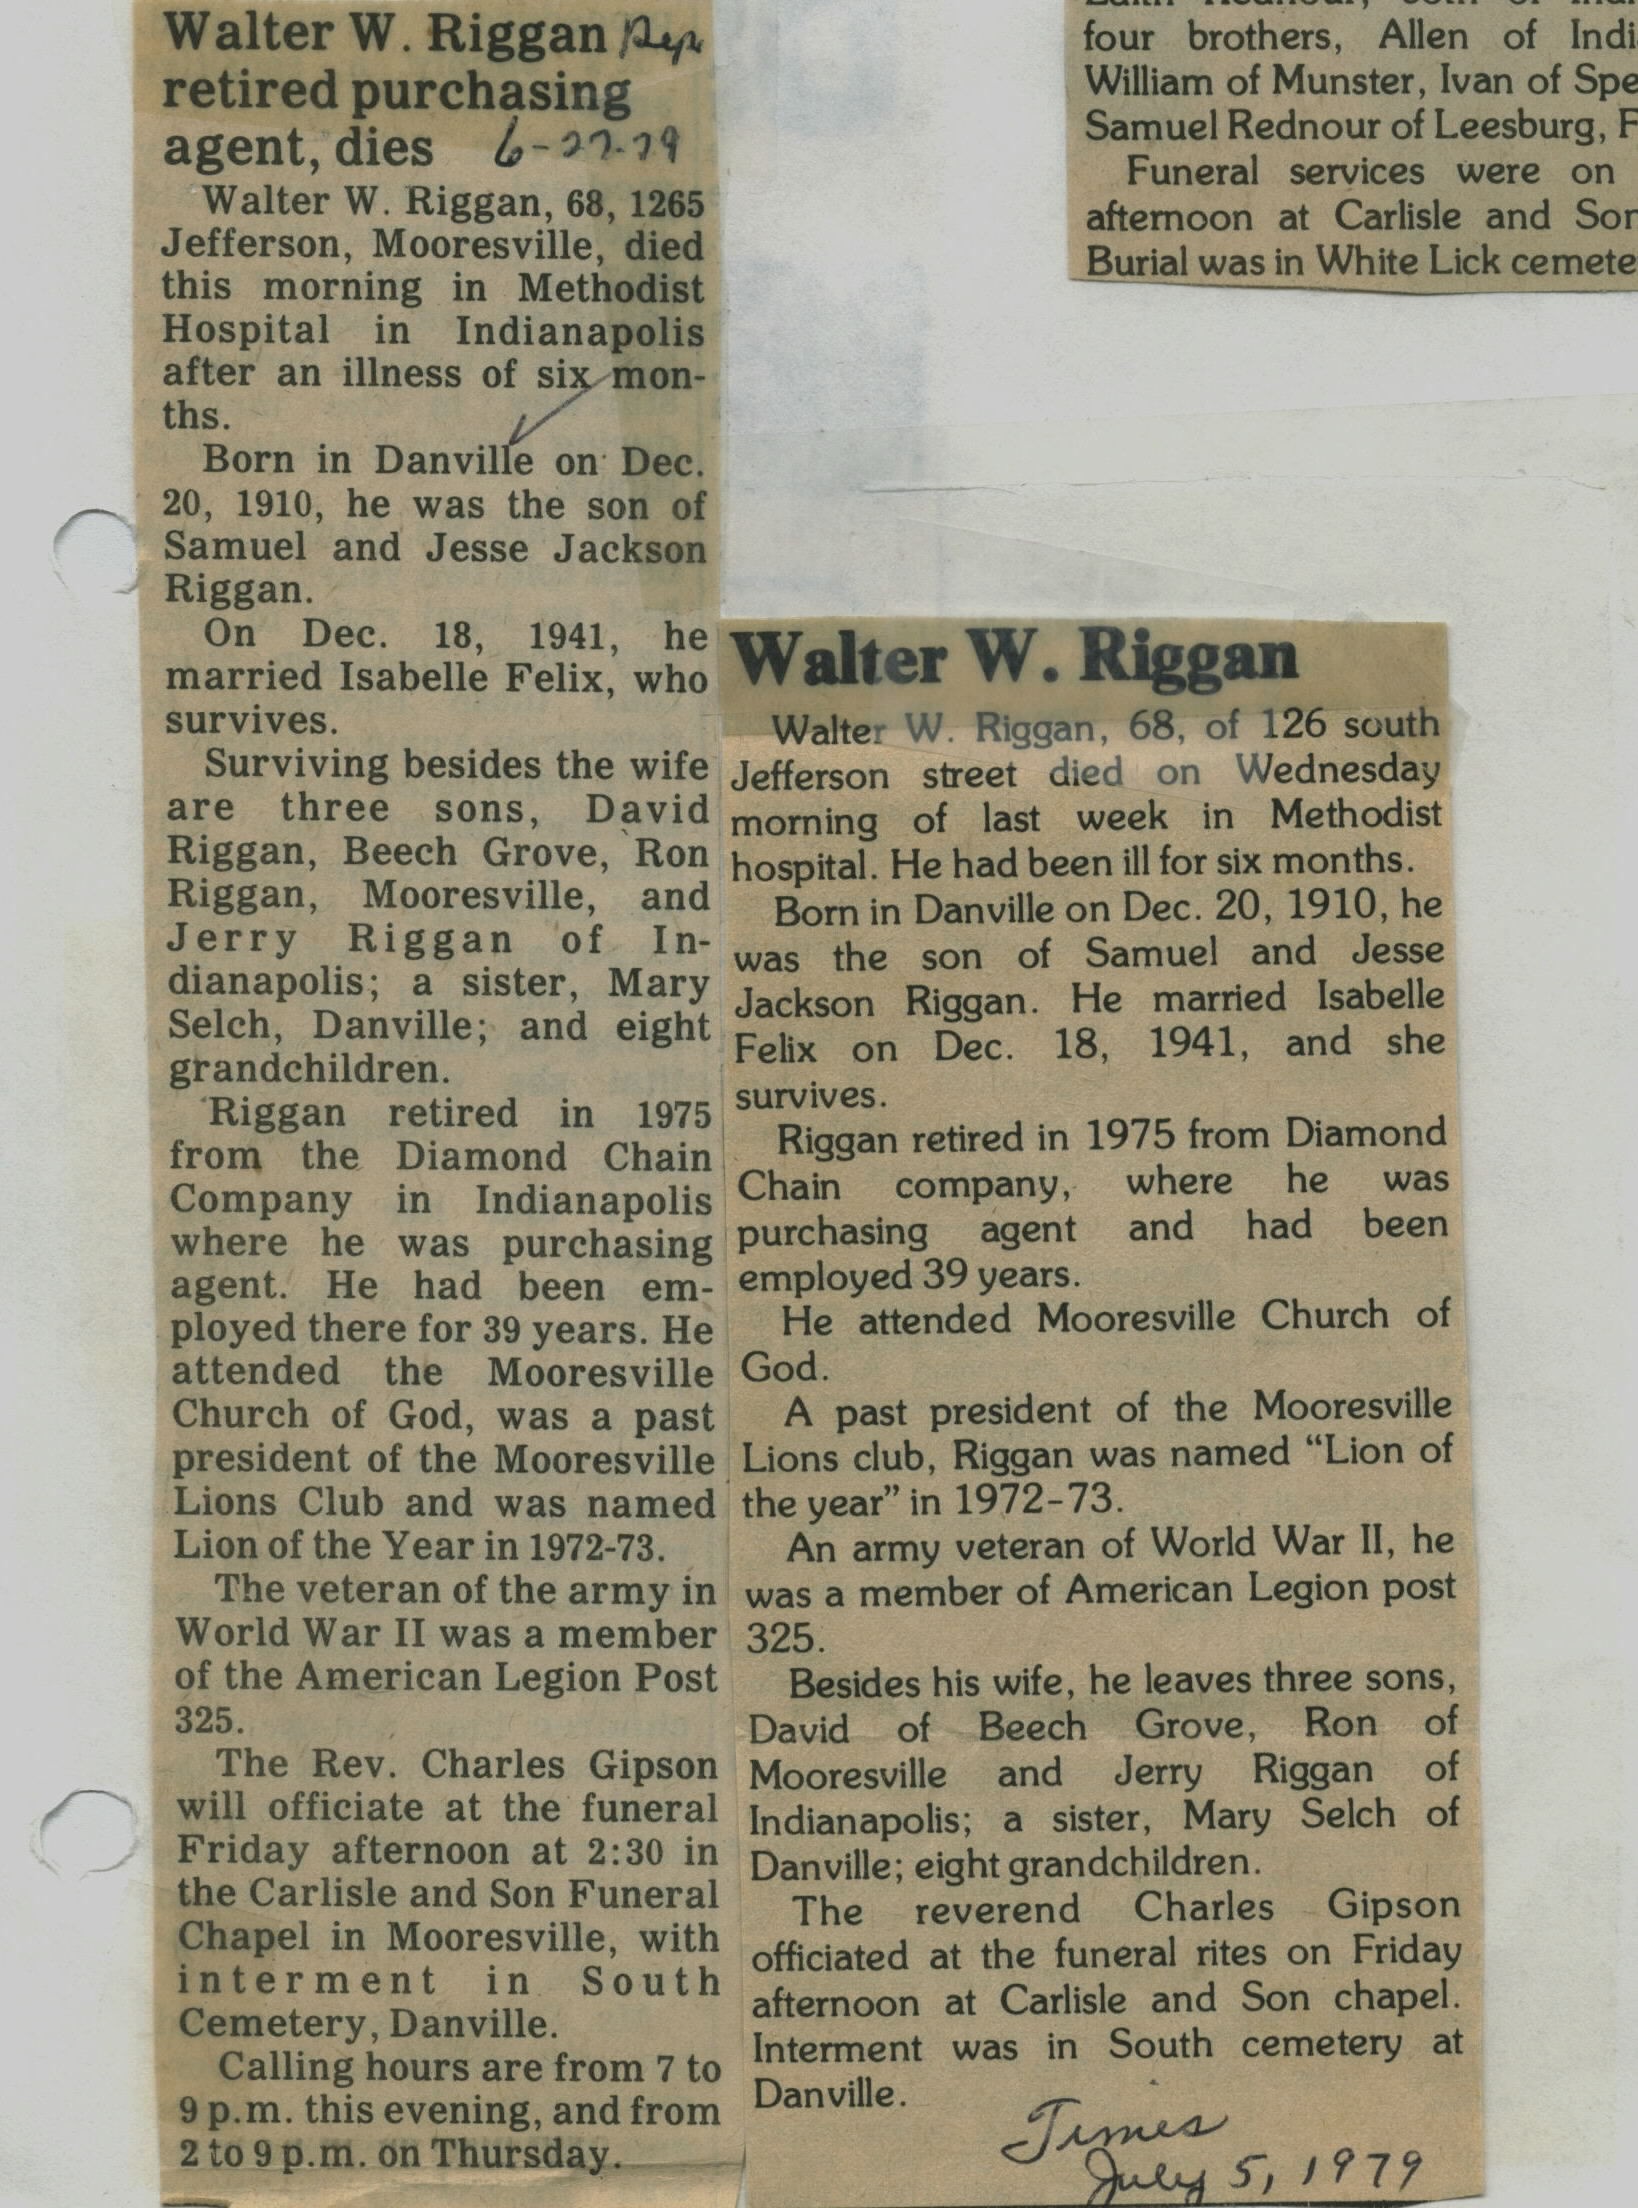 Walter W. Riggan Rep
retired purchasing
agent, dies 6-27-79
Walter W. Riggan, 68, 1265
Jefferson, Mooresville, died
this morning in Methodist
Hospital in Indianapolis
after an illness of six mon-
ths.
Born in Danville on Dec.
20, 1910, he was the son of
Samuel and Jesse Jackson
Riggan.
On Dec. 18, 1941, he
married Isabelle Felix, who
survives.
Surviving besides the wife
are three sons, David
Riggan, Beech Grove, Ron
Riggan, Mooresville, and
Jerry Riggan of In-
dianapolis; a sister, Mary
Selch, Danville; and eight
grandchildren.
Riggan retired in 1975
from the Diamond Chain
Company in Indianapolis
where he was purchasing
agent. He had been em-
ployed there for 39 years. He
attended the Mooresville
Church of God, was a past
president of the Mooresville
Lions Club and was named
Lion of the Year in 1972-73.
The veteran of the army in
World War II was a member
of the American Legion Post
325.
The Rev. Charles Gipson
will officiate at the funeral
Friday afternoon at 2:30 in
the Carlisle and Son Funeral
Chapel in Mooresville, with
interment in South
Cemetery, Danville.
Calling hours are from 7 to
9 p.m. this evening, and from
2 to 9 p.m. on Thursday.
four brothers, Allen of Indi
William of Munster, Ivan of Spe
Samuel Rednour of Leesburg, F
Funeral services were on
afternoon at Carlisle and Son
Burial was in White Lick cemete
Walter W. Riggan
Walter W. Riggan, 68, of 126 south
Jefferson street died on Wednesday
morning of last week in Methodist
hospital. He had been ill for six months.
Born in Danville on Dec. 20, 1910, he
was the son of Samuel and Jesse
Jackson Riggan. He married Isabelle
Felix on Dec. 18, 1941, and she
survives.
Riggan retired in 1975 from Diamond
Chain company, where he was
purchasing agent and had been
employed 39 years.
He attended Mooresville Church of
God.
A past president of the Mooresville
Lions club, Riggan was named “Lion of
the year” in 1972-73.
An army veteran of World War II, he
was a member of American Legion post
325.
Besides his wife, he leaves three sons,
David of Beech Grove, Ron of
Mooresville and Jerry Riggan of
Indianapolis; a sister, Mary Selch of
Danville; eight grandchildren.
The reverend Charles Gipson
officiated at the funeral rites on Friday
afternoon at Carlisle and Son chapel.
Interment was in South cemetery at
Danville.
Times
July 5, 1979